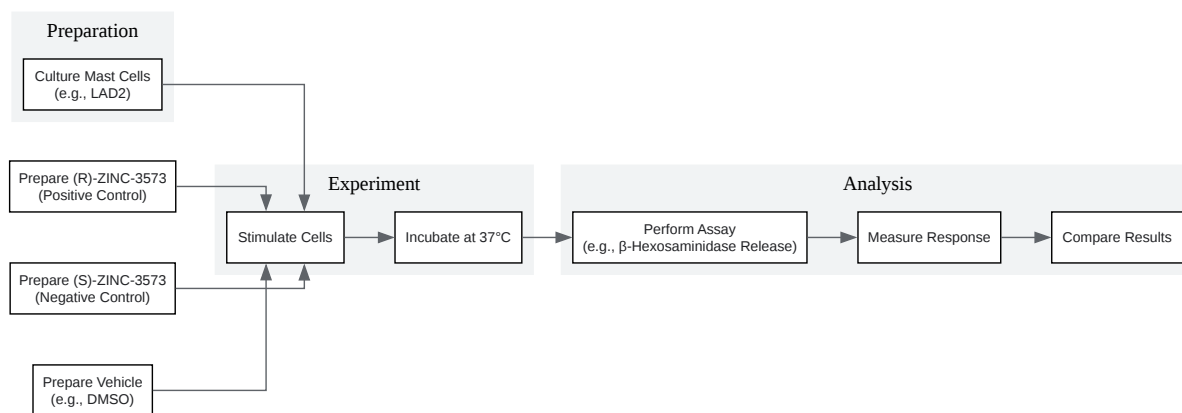 Preparation
Culture Mast Cells
(e.g., LAD2)
Prepare (R)-ZINC-3573
(Positive Control)
Experiment
Analysis
Stimulate Cells
Incubate at 37°C
Perform Assay
(e.g., β-Hexosaminidase Release)
Measure Response
Compare Results
Prepare (S)-ZINC-3573
(Negative Control)
Prepare Vehicle
(e.g., DMSO)